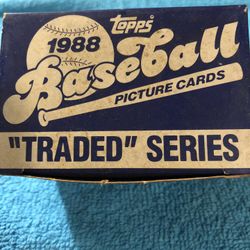 Topps
1988
Baseball
PICTURE CARDS
"TRADED" SERIES